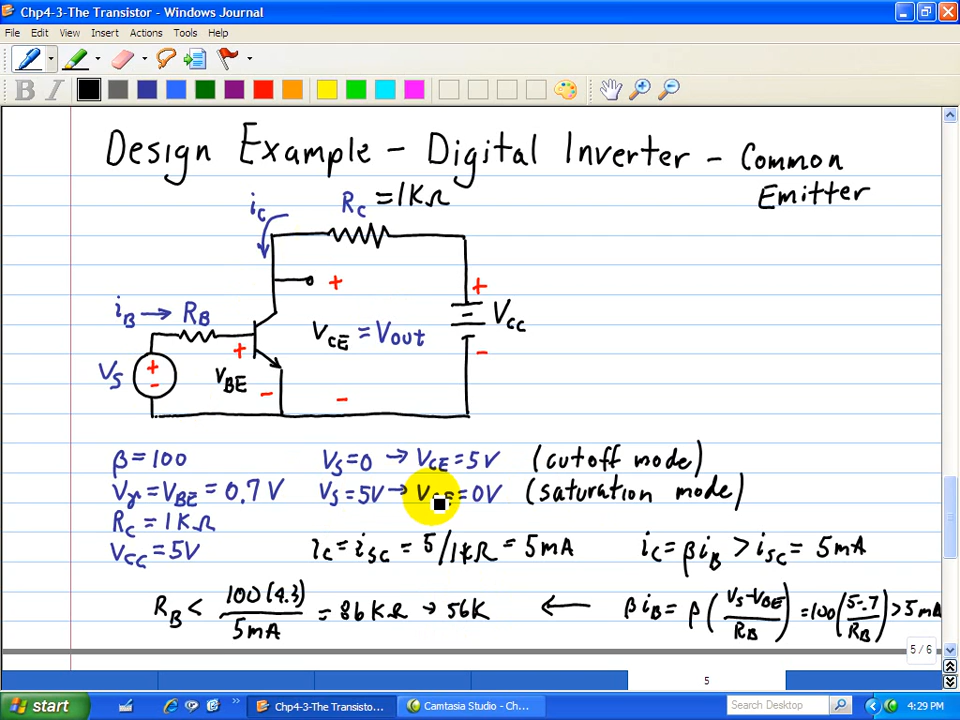 Chp4-3-The Transistor - Windows Journal
File Edit View Insert Actions Tools Help
B I
Design Example - Digital Inverter - Common
Emitter
iC RC = 1KΩ
iB → RB
+ +
VCE = Vout VCC
+ -
VS + - VBE - -
β = 100 VS=0 → VCE = 5V (cutoff mode)
Vγ = VBE = 0.7 V VS = 5V → VCE = 0V (saturation mode)
RC = 1KΩ
VCC = 5V iC = iSC = 5/1KΩ = 5mA iC = βiB > iSC = 5mA
RB < 100(4.3)/5mA = 86KΩ → 56K ← βiB = β(VS-VBE/RB) = 100(5-.7/RB) > 5mA
5 / 6
5
start Chp4-3-The Transisto... Camtasia Studio - Ch... Search Desktop 4:29 PM